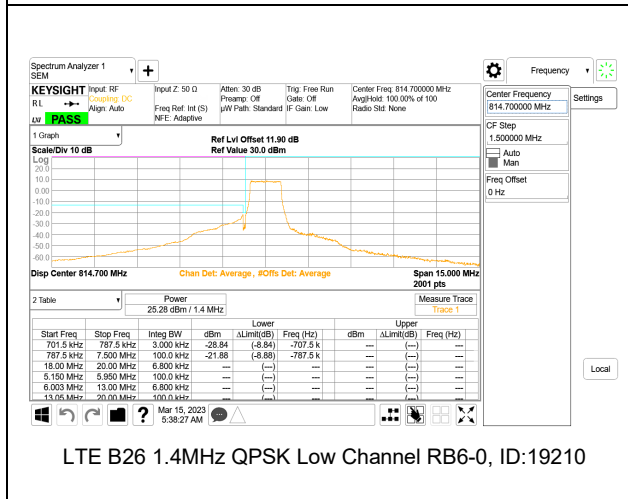 Spectrum Analyzer 1
SEM
Frequency
KEYSIGHT
RL
PASS
Input: RF
Coupling: DC
Align: Auto
Input Z: 50 Ω
Freq Ref: Int (S)
NFE: Adaptive
Atten: 30 dB
Preamp: Off
µW Path: Standard
Trig: Free Run
Gate: Off
IF Gain: Low
Center Freq: 814.700000 MHz
Avg|Hold: 100.00% of 100
Radio Std: None
Center Frequency
814.700000 MHz
Settings
CF Step
1.500000 MHz
Auto
Man
Freq Offset
0 Hz
Local
1 Graph
Scale/Div 10 dB
Ref Lvl Offset 11.90 dB
Ref Value 30.0 dBm
Log
20.0
10.0
0.00
-10.0
-20.0
-30.0
-40.0
-50.0
-60.0
Disp Center 814.700 MHz
Chan Det: Average , #Offs Det: Average
Span 15.000 MHz
2001 pts
2 Table
Power
25.28 dBm / 1.4 MHz
Measure Trace
Trace 1
Lower Upper
Start Freq Stop Freq Integ BW dBm ΔLimit(dB) Freq (Hz) dBm ΔLimit(dB) Freq (Hz)
701.5 kHz 787.5 kHz 3.000 kHz -28.84 (-8.84) -707.5 k --- (---) ---
787.5 kHz 7.500 MHz 100.0 kHz -21.88 (-8.88) -787.5 k --- (---) ---
18.00 MHz 20.00 MHz 6.800 kHz --- (---) --- --- (---) ---
5.150 MHz 5.950 MHz 100.0 kHz --- (---) --- --- (---) ---
6.003 MHz 13.00 MHz 6.800 kHz --- (---) --- --- (---) ---
13.05 MHz 20.00 MHz 100.0 kHz --- (---) --- --- (---) ---
Mar 15, 2023
5:38:27 AM
LTE B26 1.4MHz QPSK Low Channel RB6-0, ID:19210